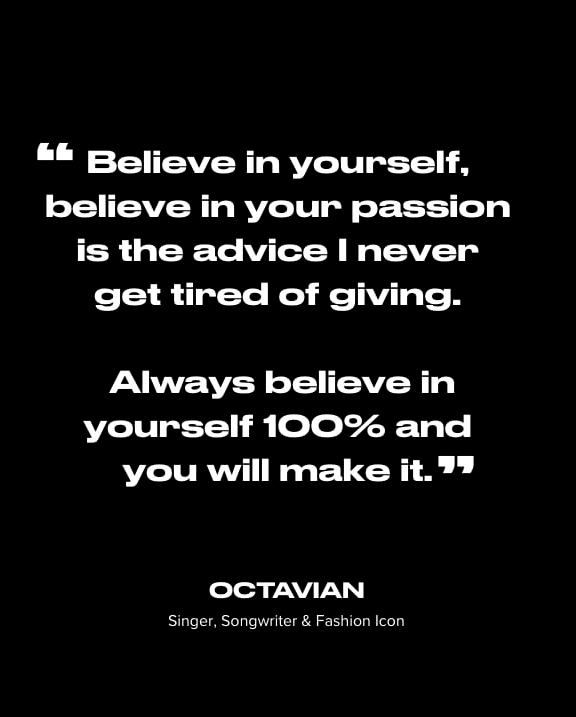 “ Believe in yourself,
believe in your passion
is the advice I never
get tired of giving.
Always believe in
yourself 100% and
you will make it.”
OCTAVIAN
Singer, Songwriter & Fashion Icon